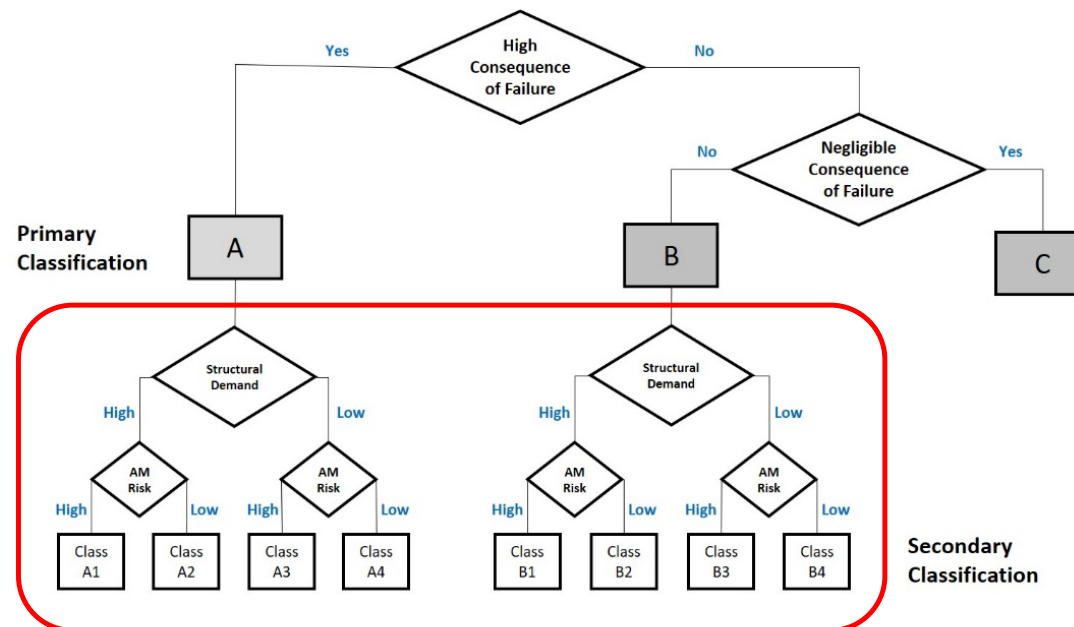 High
Consequence
of Failure
Yes
No
Negligible
Consequence
of Failure
No
Yes
Primary
Classification
A
B
C
Structural
Demand
High
Low
Structural
Demand
High
Low
AM
Risk
High
Low
AM
Risk
High
Low
AM
Risk
High
Low
AM
Risk
High
Low
Class
A1
Class
A2
Class
A3
Class
A4
Class
B1
Class
B2
Class
B3
Class
B4
Secondary
Classification